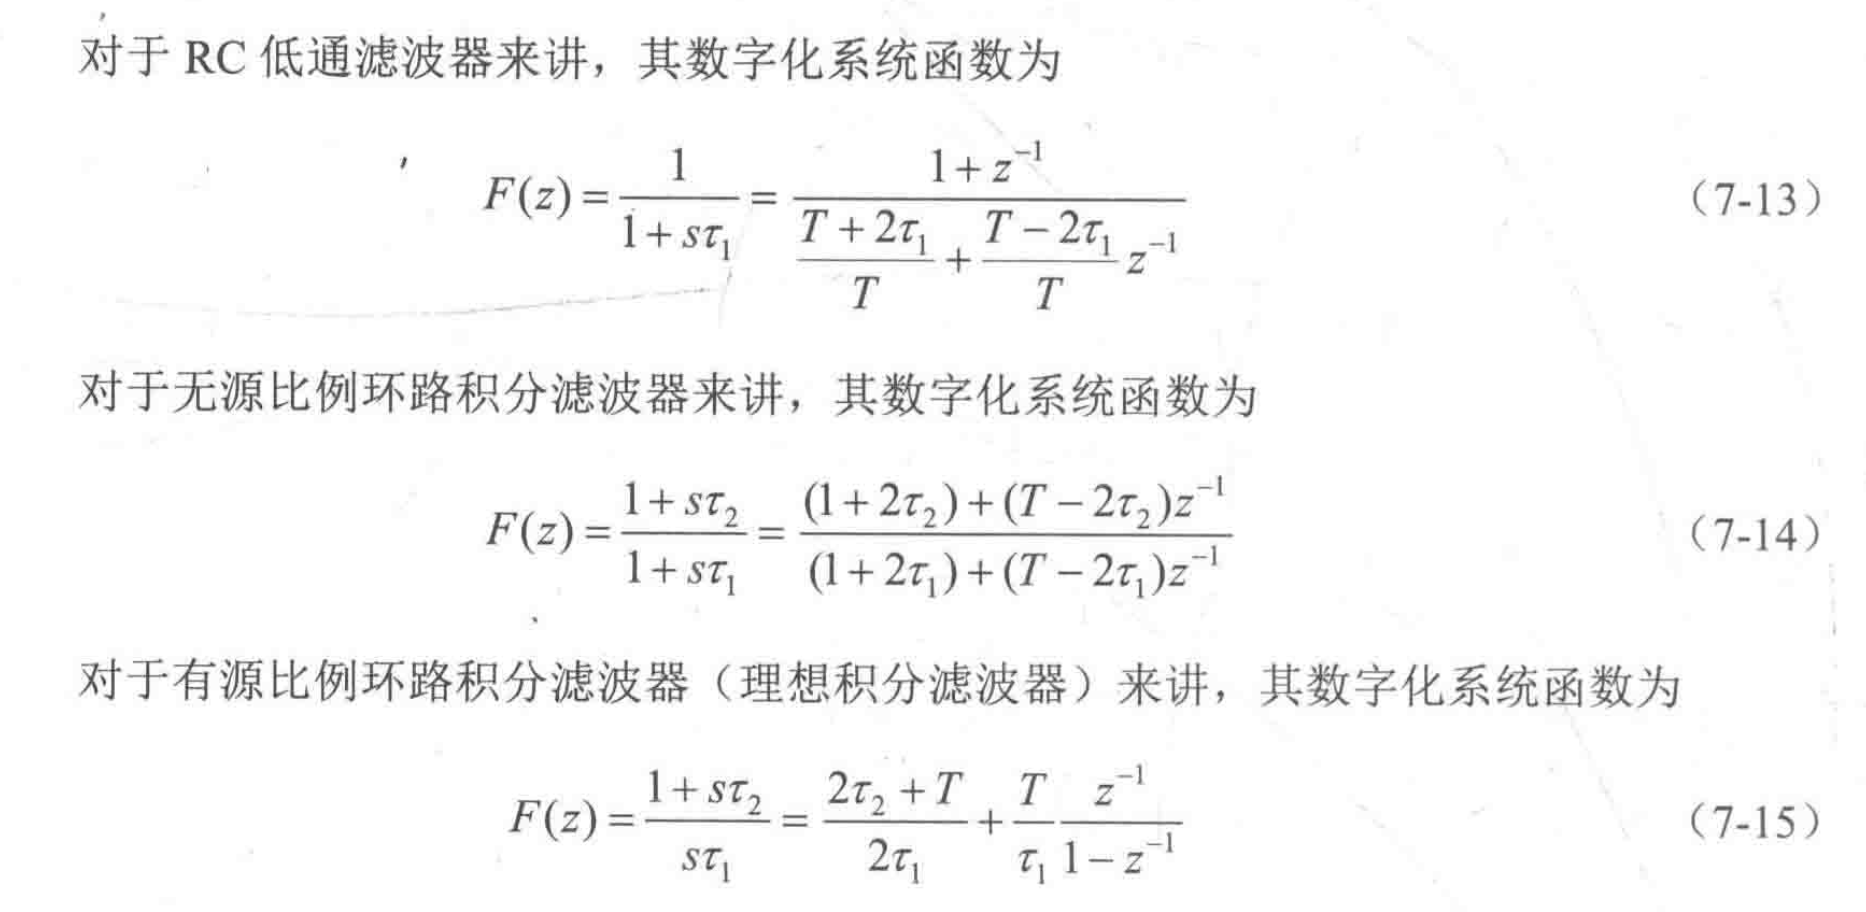 对于 RC 低通滤波器来讲，其数字化系统函数为
F(z) = \frac{1}{1+s\tau_1} = \frac{1+z^{-1}}{\frac{T+2\tau_1}{T}+\frac{T-2\tau_1}{T}z^{-1}} （7-13）
对于无源比例环路积分滤波器来讲，其数字化系统函数为
F(z) = \frac{1+s\tau_2}{1+s\tau_1} = \frac{(1+2\tau_2)+(T-2\tau_2)z^{-1}}{(1+2\tau_1)+(T-2\tau_1)z^{-1}} （7-14）
对于有源比例环路积分滤波器（理想积分滤波器）来讲，其数字化系统函数为
F(z) = \frac{1+s\tau_2}{s\tau_1} = \frac{2\tau_2+T}{2\tau_1}+\frac{T}{\tau_1}\frac{z^{-1}}{1-z^{-1}} （7-15）